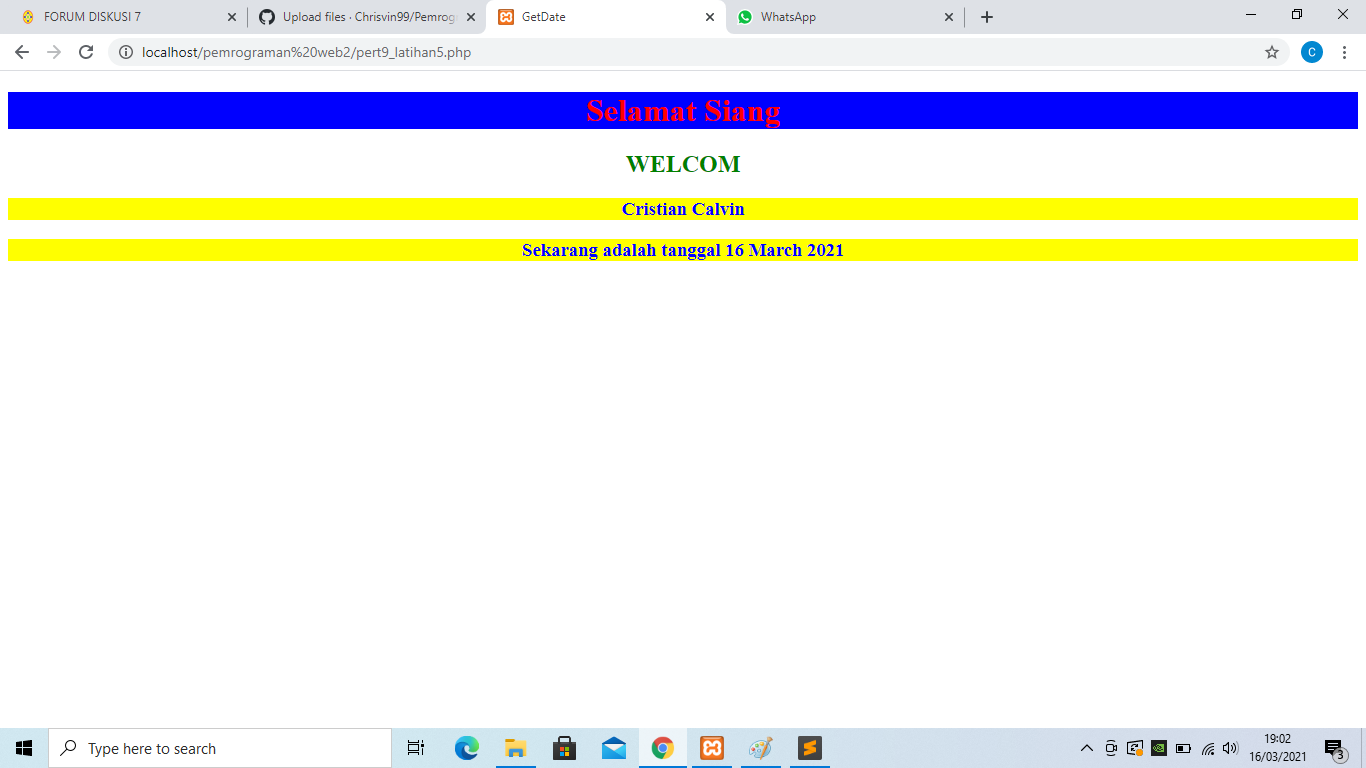 FORUM DISKUSI 7
Upload files · Chrisvin99/Pemrog
GetDate
WhatsApp
localhost/pemrograman%20web2/pert9_latihan5.php
C
Selamat Siang
WELCOM
Cristian Calvin
Sekarang adalah tanggal 16 March 2021
Type here to search
19:02
16/03/2021
3